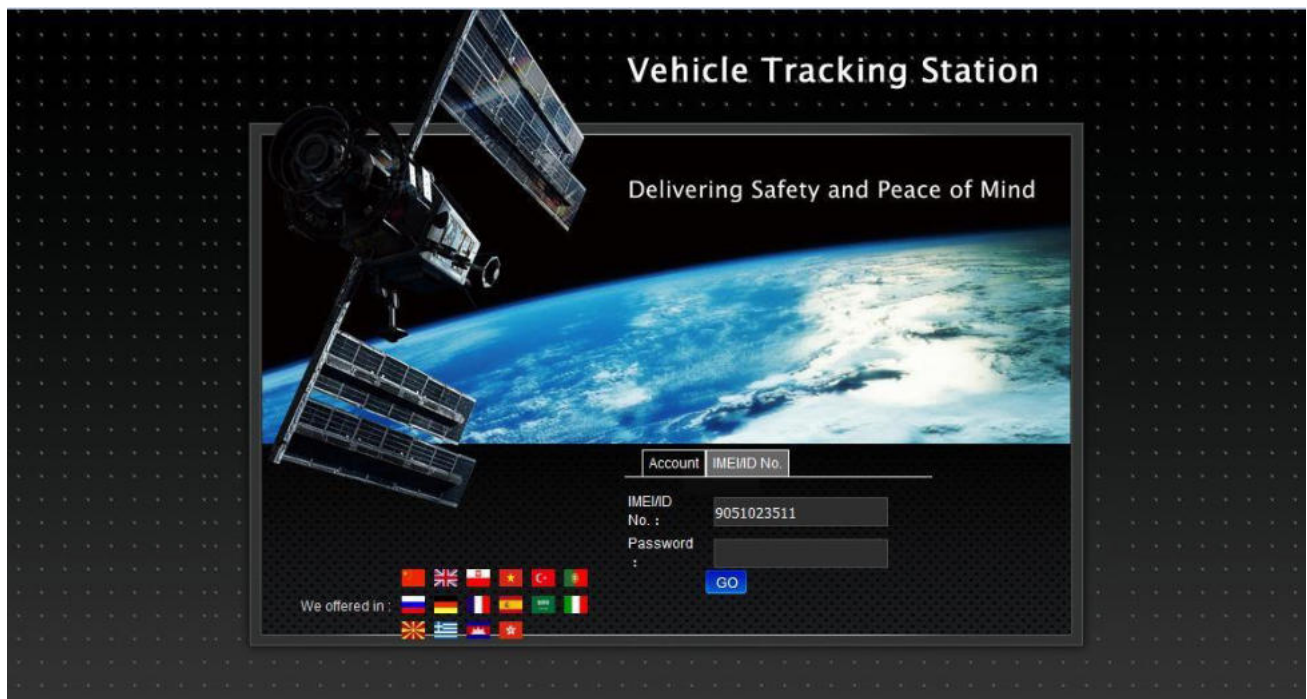 Vehicle Tracking Station
Delivering Safety and Peace of Mind
Account IMEI/ID No.
IMEI/ID
No. :
9051023511
Password
:
GO
We offered in :